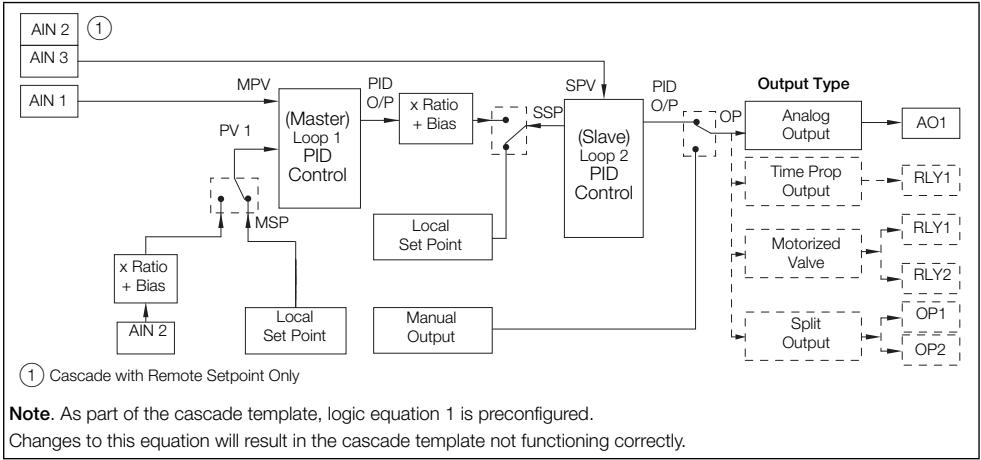 AIN 2 1
AIN 3
AIN 1
MPV
PV 1
MSP
x Ratio
+ Bias
AIN 2
Local
Set Point
(Master)
Loop 1
PID
Control
PID
O/P
x Ratio
+ Bias
SSP
SPV
Local
Set Point
Manual
Output
(Slave)
Loop 2
PID
Control
PID
O/P
OP
Output Type
Analog
Output
AO1
Time Prop
Output
RLY1
Motorized
Valve
RLY1
RLY2
Split
Output
OP1
OP2
1 Cascade with Remote Setpoint Only
Note. As part of the cascade template, logic equation 1 is preconfigured.
Changes to this equation will result in the cascade template not functioning correctly.